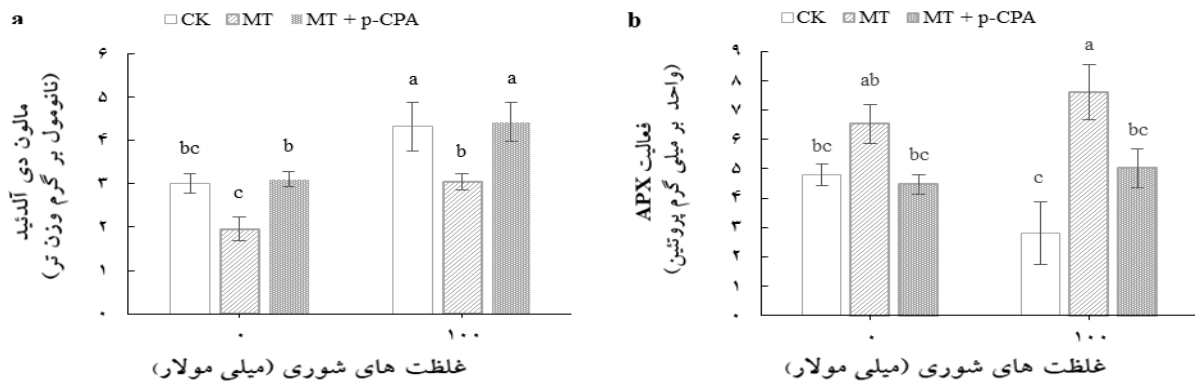 a
CK MT MT + p-CPA
مالون دی آلدئید
(نانومول بر گرم وزن تر)
۶
۵
۴
۳
۲
۱
۰
bc
c
b
a
b
a
۰ ۱۰۰
غلظت های شوری (میلی مولار)
b
CK MT MT + p-CPA
فعالیت APX
(واحد بر میلی گرم پروتئین)
۹
۸
۷
۶
۵
۴
۳
۲
۱
۰
bc
ab
bc
c
a
bc
۰ ۱۰۰
غلظت های شوری (میلی مولار)